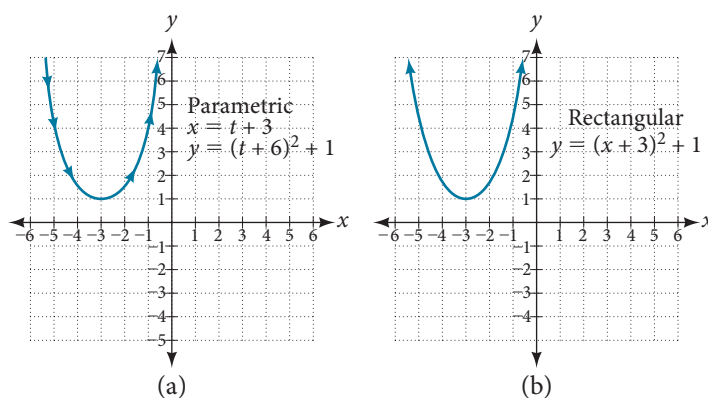 y
7
6
5
4
3
2
1
−6 −5 −4 −3 −2 −1 1 2 3 4 5 6 x
−1
−2
−3
−4
−5
Parametric
x = t + 3
y = (t + 6)² + 1
(a)
y
7
6
5
4
3
2
1
−6 −5 −4 −3 −2 −1 1 2 3 4 5 6 x
−1
−2
−3
−4
−5
Rectangular
y = (x + 3)² + 1
(b)